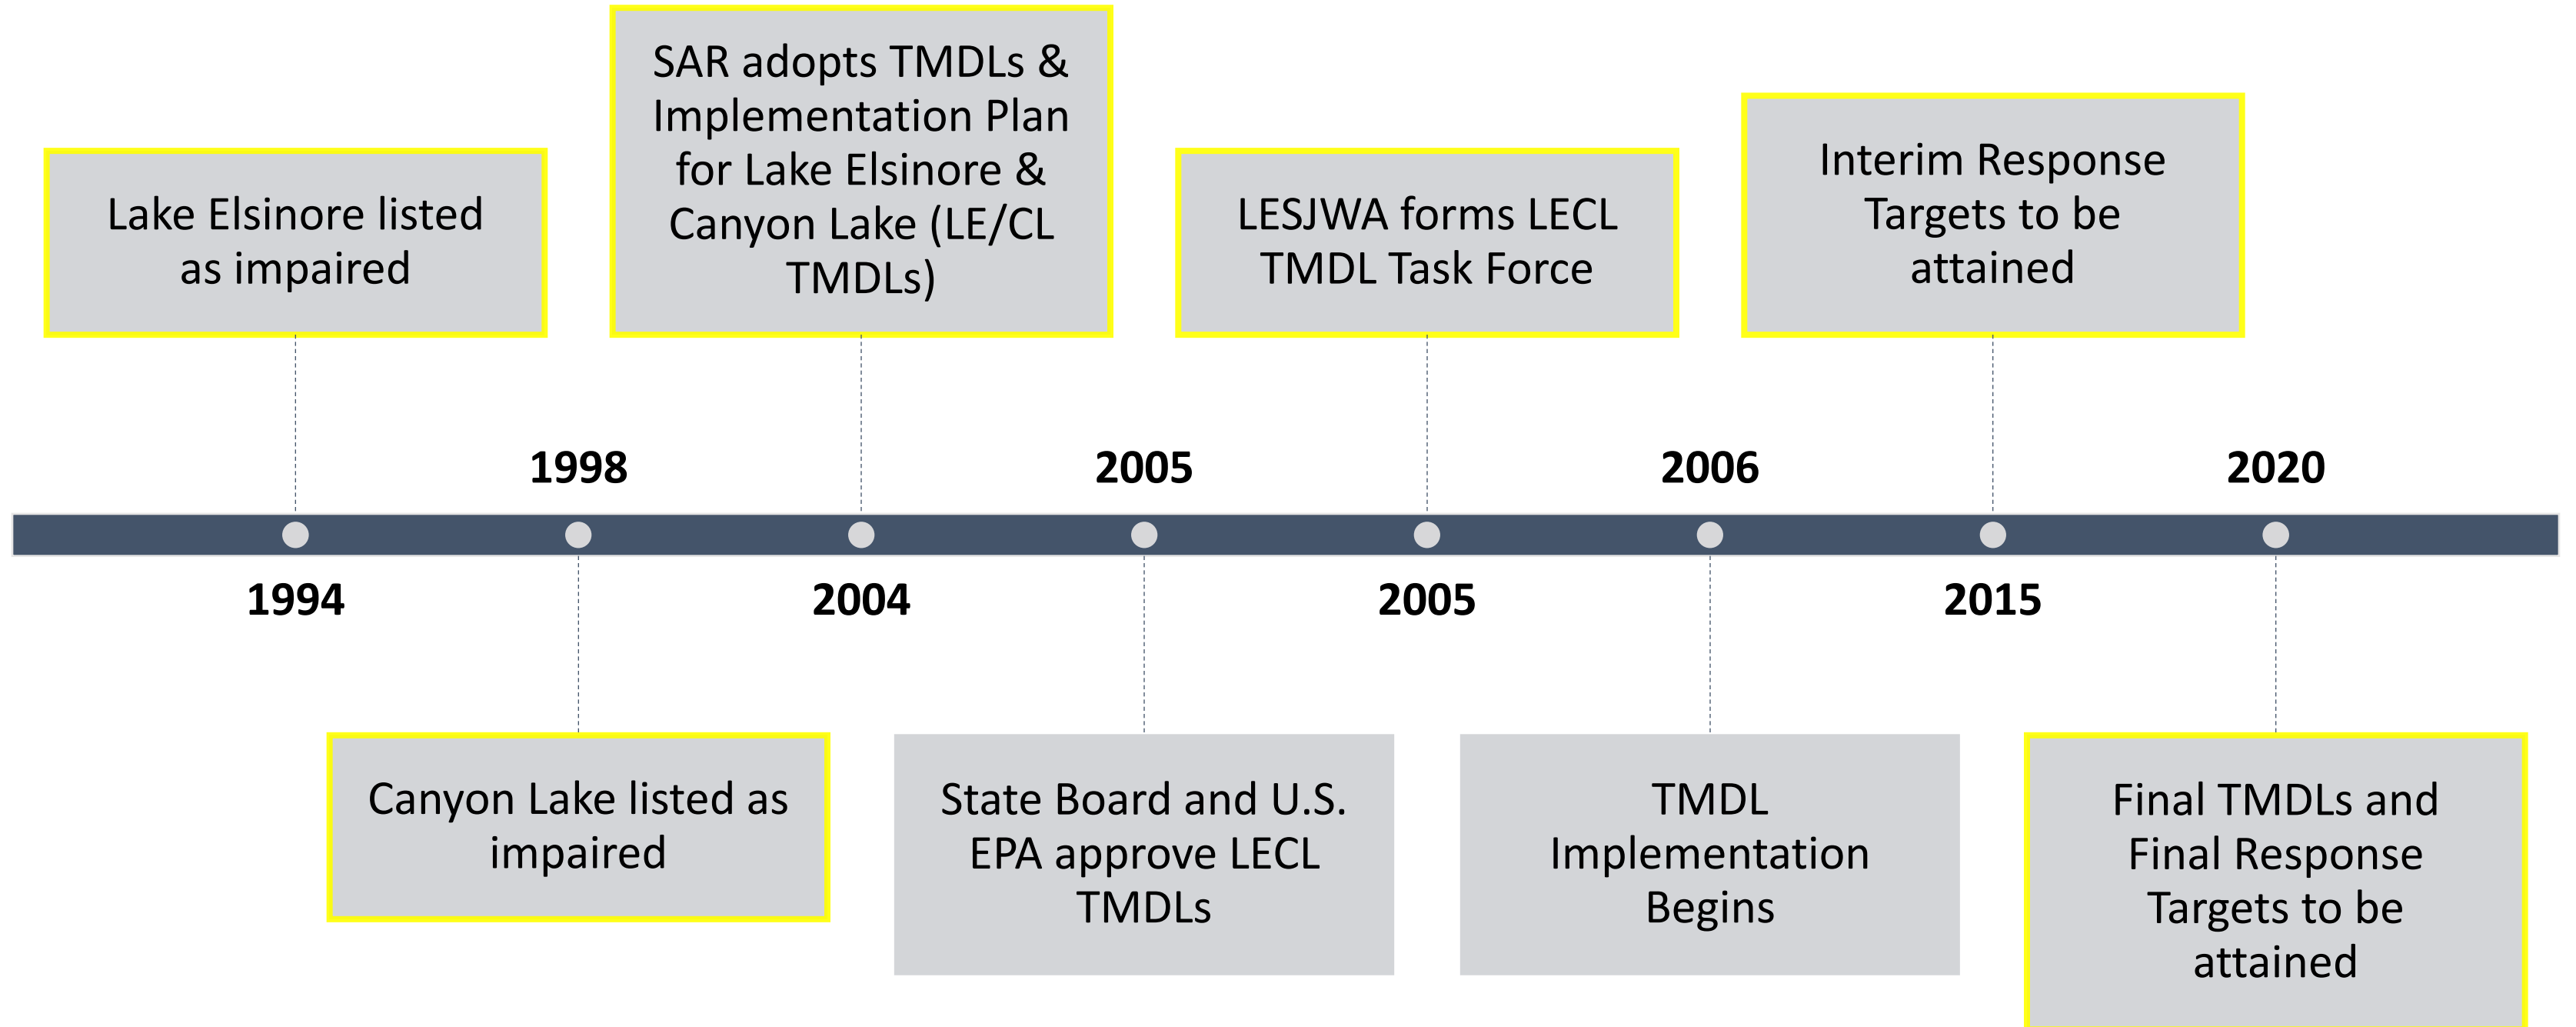 Lake Elsinore listed
as impaired
1994
1998
Canyon Lake listed as
impaired
SAR adopts TMDLs &
Implementation Plan
for Lake Elsinore &
Canyon Lake (LE/CL
TMDLs)
2004
2005
State Board and U.S.
EPA approve LECL
TMDLs
LESJWA forms LECL
TMDL Task Force
2005
2006
TMDL
Implementation
Begins
Interim Response
Targets to be
attained
2015
2020
Final TMDLs and
Final Response
Targets to be
attained